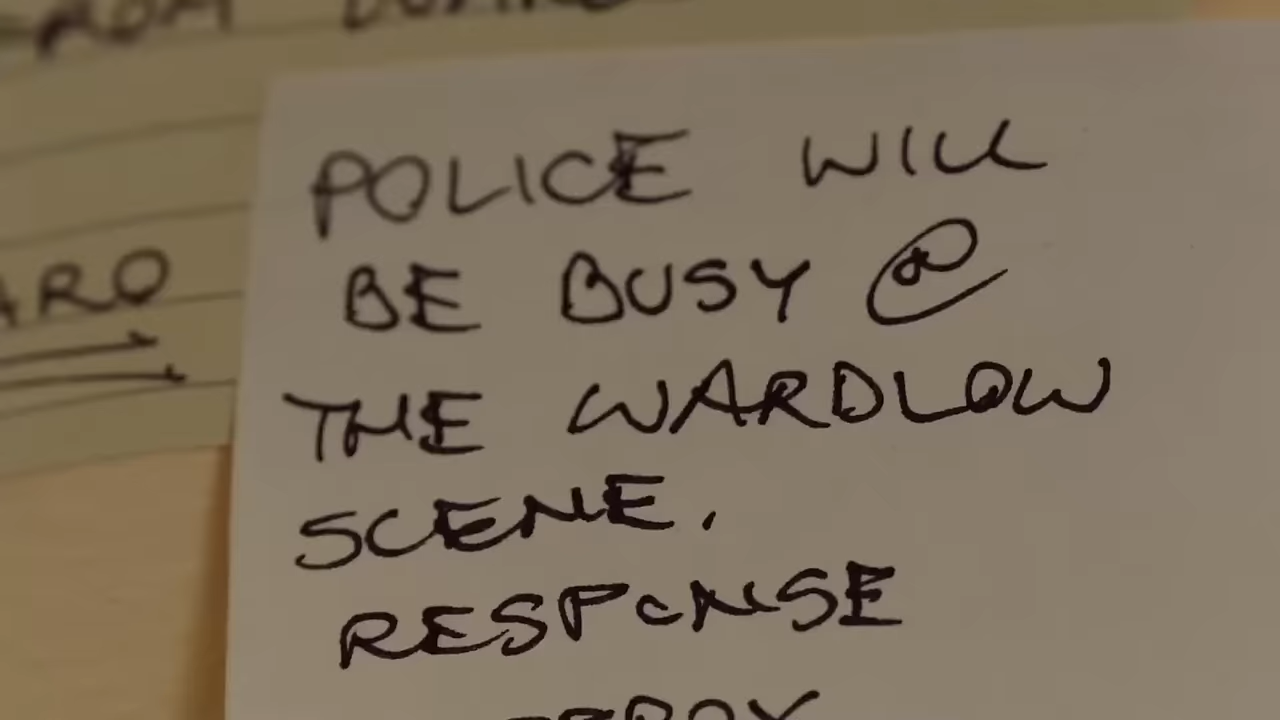 POLICE WILL
BE BUSY @
THE WARDLOW
SCENE.
RESPONSE